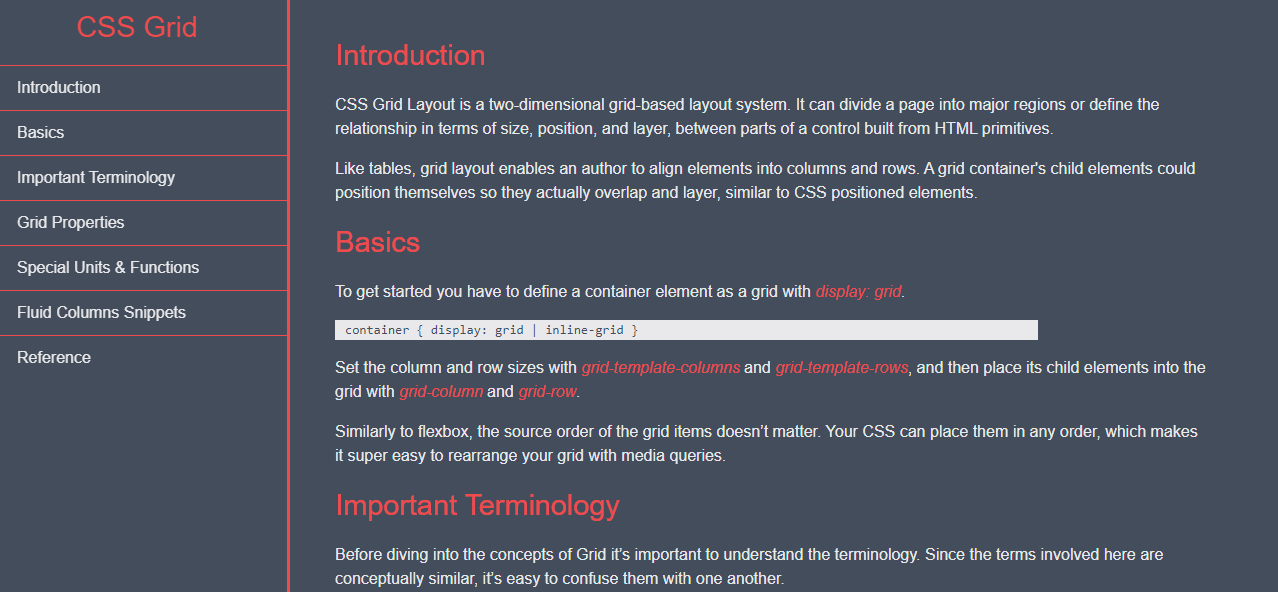 CSS Grid
Introduction
Basics
Important Terminology
Grid Properties
Special Units & Functions
Fluid Columns Snippets
Reference
Introduction
CSS Grid Layout is a two-dimensional grid-based layout system. It can divide a page into major regions or define the
relationship in terms of size, position, and layer, between parts of a control built from HTML primitives.
Like tables, grid layout enables an author to align elements into columns and rows. A grid container's child elements could
position themselves so they actually overlap and layer, similar to CSS positioned elements.
Basics
To get started you have to define a container element as a grid with display: grid.
container { display: grid | inline-grid }
Set the column and row sizes with grid-template-columns and grid-template-rows, and then place its child elements into the
grid with grid-column and grid-row.
Similarly to flexbox, the source order of the grid items doesn’t matter. Your CSS can place them in any order, which makes
it super easy to rearrange your grid with media queries.
Important Terminology
Before diving into the concepts of Grid it’s important to understand the terminology. Since the terms involved here are
conceptually similar, it’s easy to confuse them with one another.